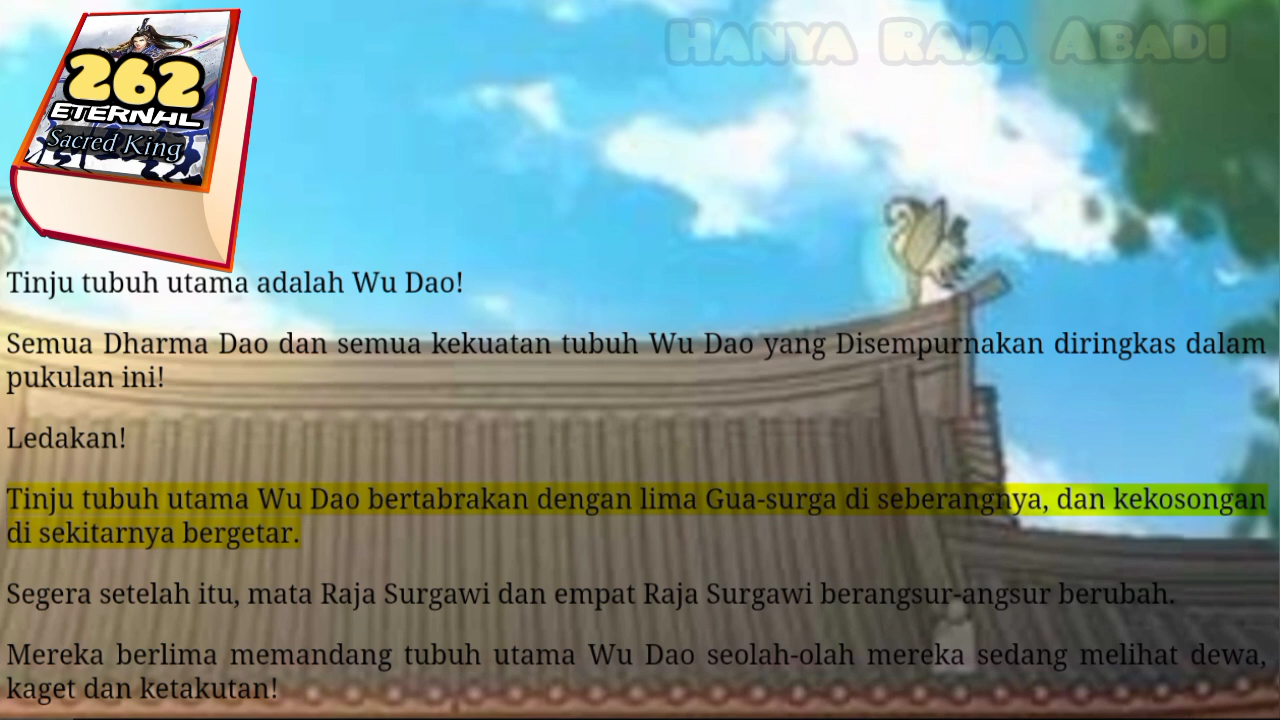 Hanya Raja Abadi
262
ETERNAL
Sacred King
Tinju tubuh utama adalah Wu Dao!
Semua Dharma Dao dan semua kekuatan tubuh Wu Dao yang Disempurnakan diringkas dalam
pukulan ini!
Ledakan!
Tinju tubuh utama Wu Dao bertabrakan dengan lima Gua-surga di seberangnya, dan kekosongan
di sekitarnya bergetar.
Segera setelah itu, mata Raja Surgawi dan empat Raja Surgawi berangsur-angsur berubah.
Mereka berlima memandang tubuh utama Wu Dao seolah-olah mereka sedang melihat dewa,
kaget dan ketakutan!